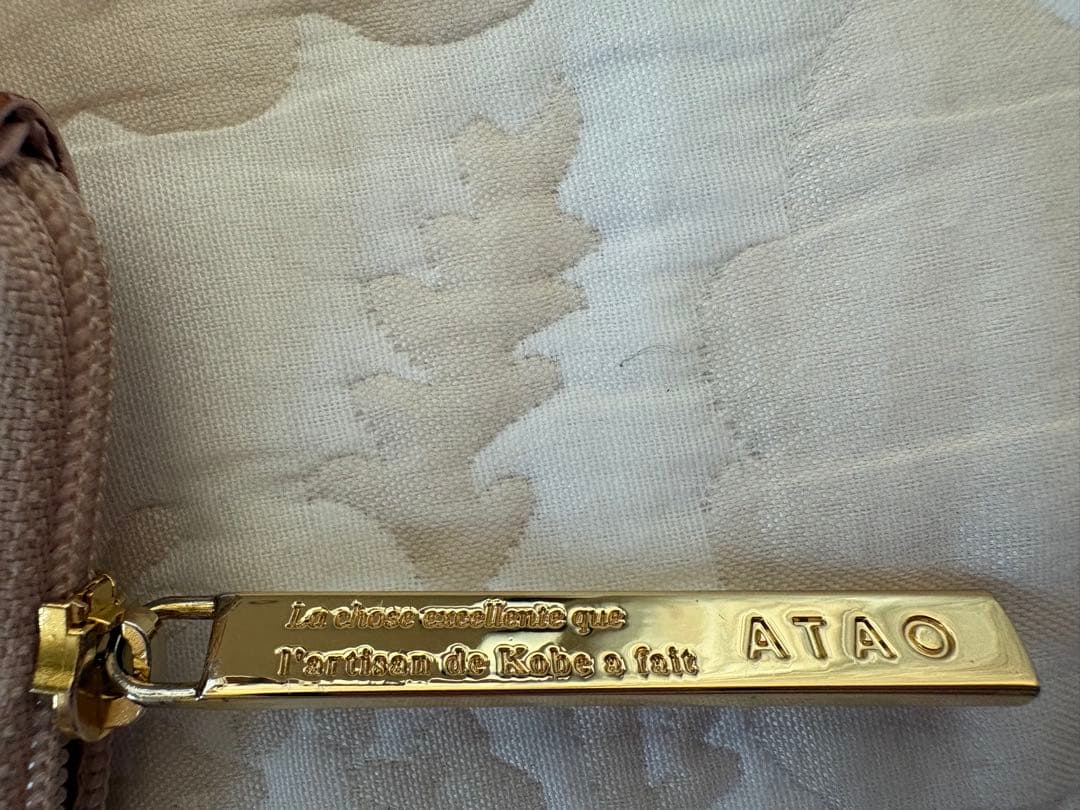 La chose excellente que
l'artisan de Kobe a fait
ATAO